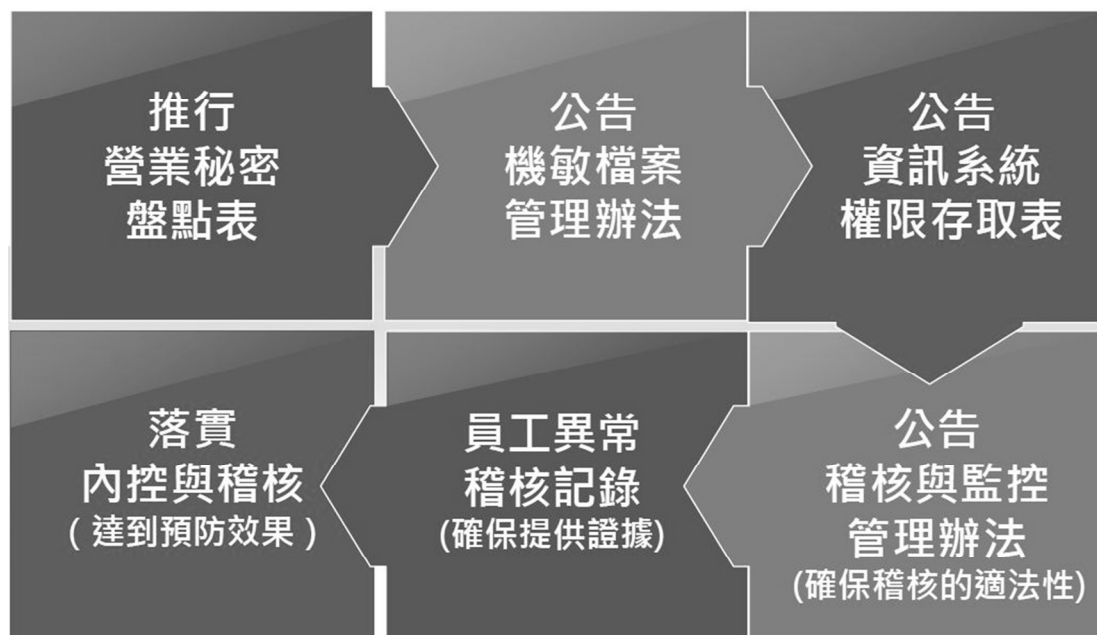 推行
營業秘密
盤點表
公告
機敏檔案
管理辦法
公告
資訊系統
權限存取表
公告
稽核與監控
管理辦法
(確保稽核的適法性)
員工異常
稽核記錄
(確保提供證據)
落實
內控與稽核
( 達到預防效果 )